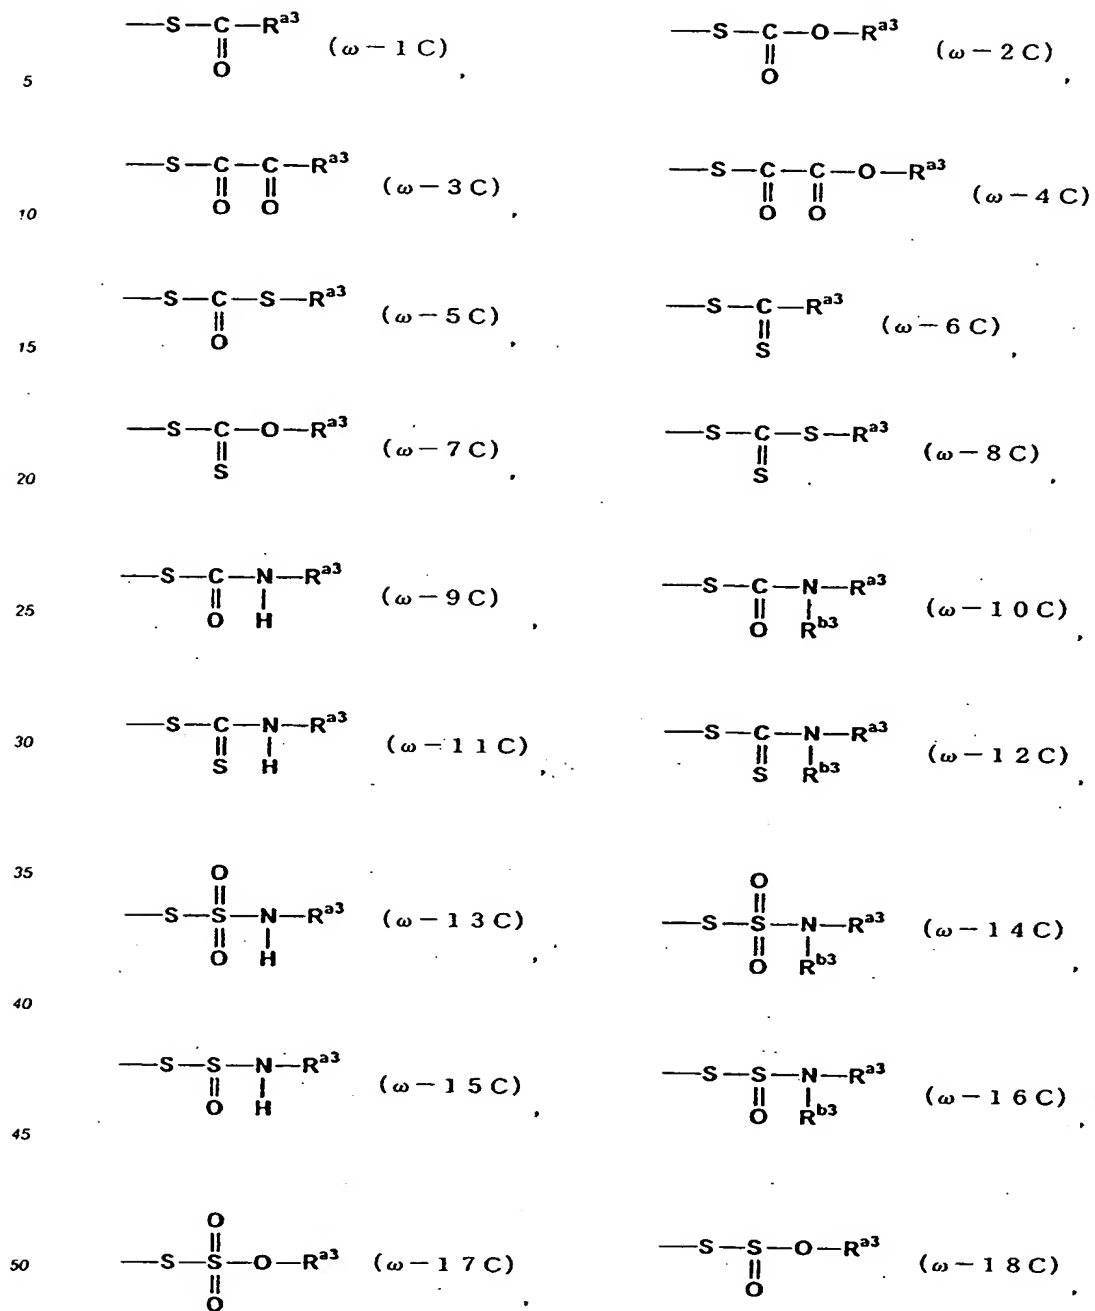 —S—C—R^a3 (ω－1C), —S—C—O—R^a3 (ω－2C),
|| ||
O O
5
—S—C—C—R^a3 (ω－3C), —S—C—C—O—R^a3 (ω－4C)
|| || || ||
O O O O
10
—S—C—S—R^a3 (ω－5C), —S—C—R^a3 (ω－6C),
|| ||
O S
15
—S—C—O—R^a3 (ω－7C), —S—C—S—R^a3 (ω－8C),
|| ||
S S
20
—S—C—N—R^a3 (ω－9C), —S—C—N—R^a3 (ω－10C),
|| | || |
O H O R^b3
25
—S—C—N—R^a3 (ω－11C), —S—C—N—R^a3 (ω－12C),
30
|| | || |
S H S R^b3
35
O O
|| ||
—S—S—N—R^a3 (ω－13C), —S—S—N—R^a3 (ω－14C),
|| | || |
O H O R^b3
40
—S—S—N—R^a3 (ω－15C), —S—S—N—R^a3 (ω－16C),
|| | || |
O H O R^b3
45
O
||
50 —S—S—O—R^a3 (ω－17C), —S—S—O—R^a3 (ω－18C),
|| ||
O O